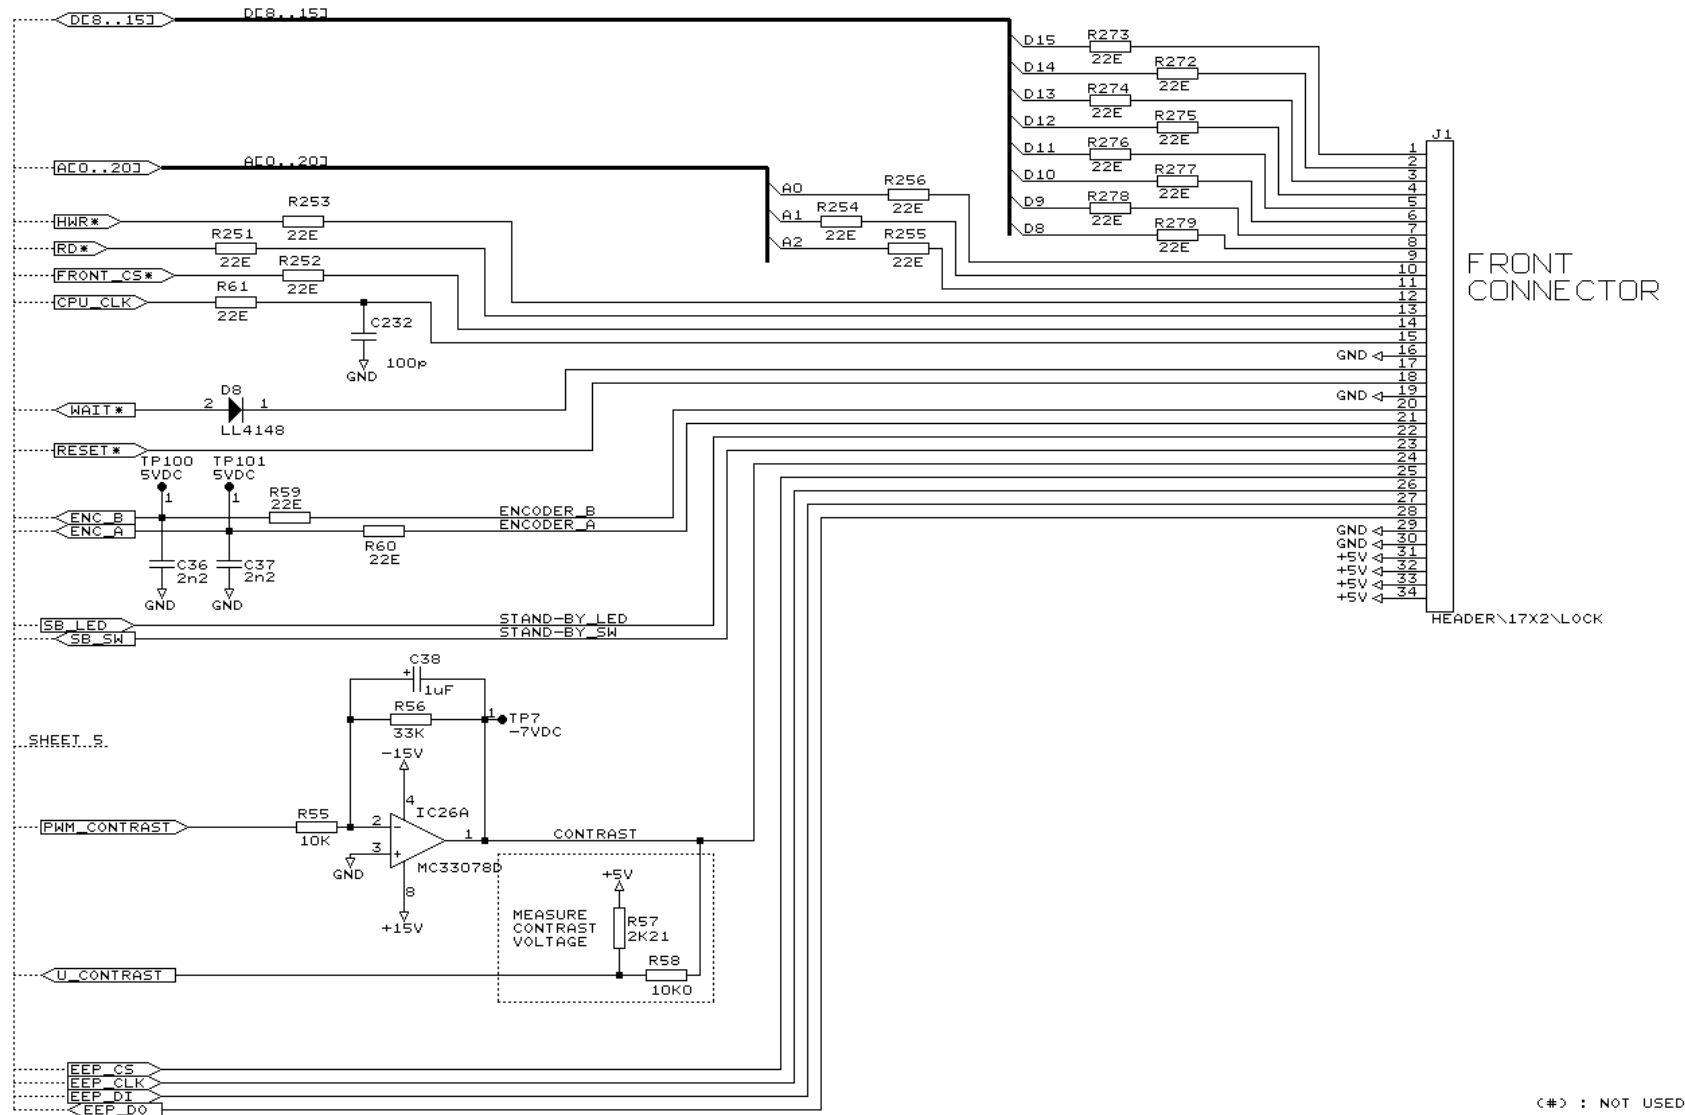 D[8..15] D[8..15]
D15 R273
22E
D14 R272
22E
D13 R274
22E
D12 R275
22E
D11 R276
22E
D10 R277
22E
D9 R278
22E
D8 R279
22E
J1
1
2
3
4
5
6
7
8
9
10
11
12
13
14
15
GND 16
17
18
GND 19
20
21
22
23
24
25
26
27
28
GND 29
GND 30
+5V 31
+5V 32
+5V 33
+5V 34
HEADER\17X2\LOCK
FRONT
CONNECTOR
A[0..20] A[0..20]
A0 R256
22E
A1 R254
22E
A2 R255
22E
HWR* R253
22E
RD* R251
22E
FRONT_CS* R252
22E
CPU_CLK R61
22E
C232
100p
GND
D8
WAIT* 2 1
LL4148
RESET*
TP100 TP101
5VDC 5VDC
1 1
R59
22E
ENC_B ENCODER_B
ENC_A ENCODER_A
R60
22E
C36 C37
2n2 2n2
GND GND
SB_LED STAND-BY_LED
SB_SW STAND-BY_SW
C38
+
1uF
R56
33K
1 TP7
-7VDC
SHEET 5
-15V
4
IC26A
PWM_CONTRAST R55 2 -
10K
1 CONTRAST
3 +
GND
MC33078D
8
+15V
+5V
MEASURE
CONTRAST
VOLTAGE
R57
2K21
R58
10K0
U_CONTRAST
EEP_CS
EEP_CLK
EEP_DI
EEP_DO
(#) : NOT USED